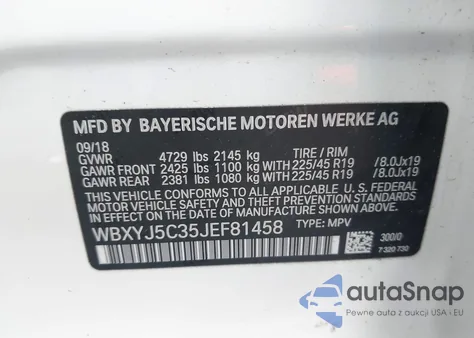 MFD BY BAYERISCHE MOTOREN WERKE AG
09/18 TIRE / RIM
GVWR 4729 lbs 2145 kg
GAWR FRONT 2425 lbs 1100 KG WITH 225/45 R19 /8.0Jx19
GAWR REAR 2381 lbs 1080 KG WITH 225/45 R19 /8.0Jx19
THIS VEHICLE CONFORMS TO ALL APPLICABLE
U.S. FEDERAL MOTOR VEHICLE SAFETY, BUMPER, AND
THEFT PREVENTION STANDARDS IN EFFECT ON THE
DATE OF MANUFACTURE SHOWN ABOVE.
WBXYJ5C35JEF81458 TYPE: MPV
300/0
7 320 730
autoSnap
Pewne auta z aukcji USA i EU